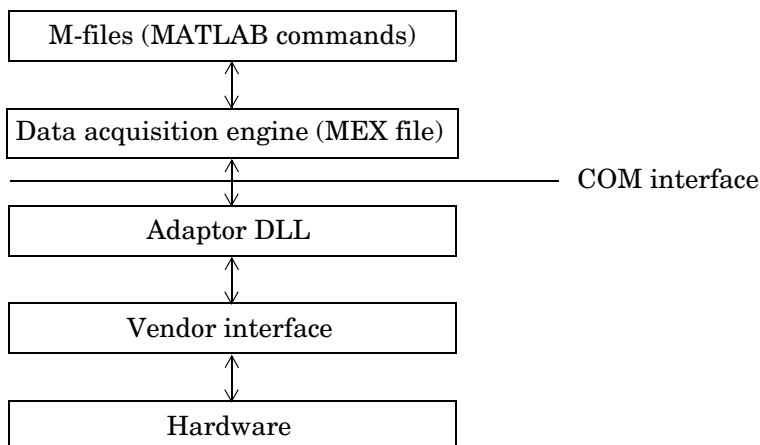 M-files (MATLAB commands)
Data acquisition engine (MEX file)
COM interface
Adaptor DLL
Vendor interface
Hardware